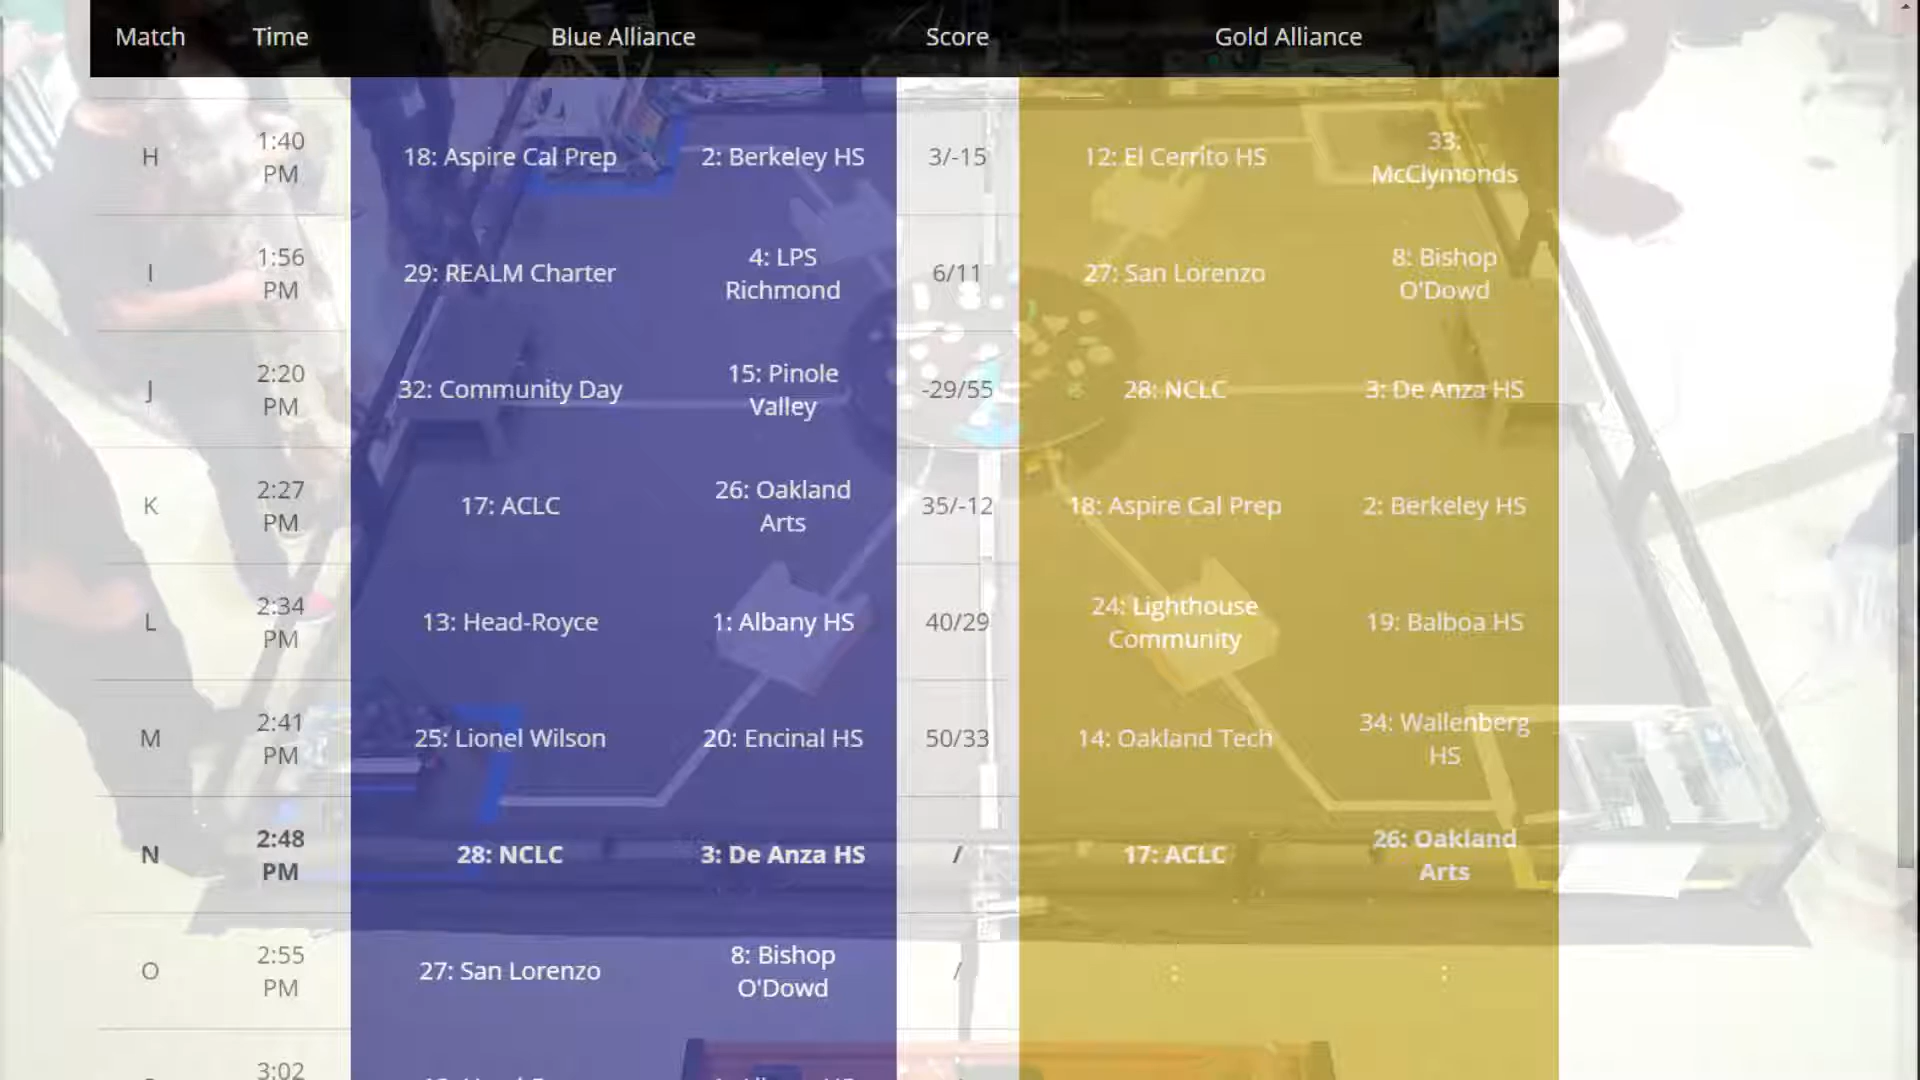 Match Time Blue Alliance Score Gold Alliance
H 1:40 PM 18: Aspire Cal Prep 2: Berkeley HS 3/-15 12: El Cerrito HS 33: McClymonds
I 1:56 PM 29: REALM Charter 4: LPS Richmond 6/11 27: San Lorenzo 8: Bishop O'Dowd
J 2:20 PM 32: Community Day 15: Pinole Valley -29/55 28: NCLC 3: De Anza HS
K 2:27 PM 17: ACLC 26: Oakland Arts 35/-12 18: Aspire Cal Prep 2: Berkeley HS
L 2:34 PM 13: Head-Royce 1: Albany HS 40/29 24: Lighthouse Community 19: Balboa HS
M 2:41 PM 25: Lionel Wilson 20: Encinal HS 50/33 14: Oakland Tech 34: Wallenberg HS
N 2:48 PM 28: NCLC 3: De Anza HS / 17: ACLC 26: Oakland Arts
O 2:55 PM 27: San Lorenzo 8: Bishop O'Dowd / : :
3:02